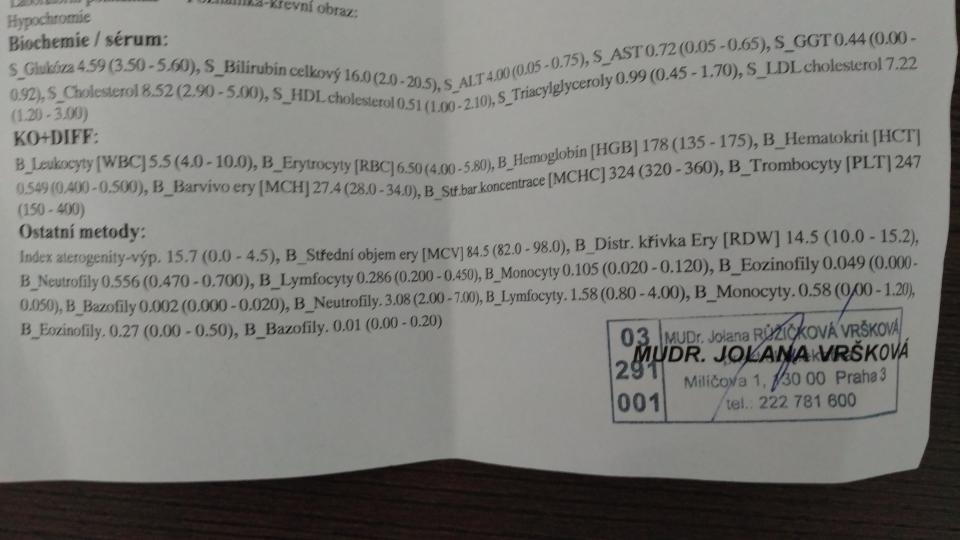 Poznámka-krevní obraz:
Hypochromie
Biochemie / sérum:
S_Glukóza 4.59 (3.50 - 5.60), S_Bilirubin celkový 16.0 (2.0 - 20.5), S_ALT 4.00 (0.05 - 0.75), S_AST 0.72 (0.05 - 0.65), S_GGT 0.44 (0.00 -
0.92), S_Cholesterol 8.52 (2.90 - 5.00), S_HDL cholesterol 0.51 (1.00 - 2.10), S_Triacylglyceroly 0.99 (0.45 - 1.70), S_LDL cholesterol 7.22
(1.20 - 3.00)
KO+DIFF:
B_Leukocyty [WBC] 5.5 (4.0 - 10.0), B_Erytrocyty [RBC] 6.50 (4.00 - 5.80), B_Hemoglobin [HGB] 178 (135 - 175), B_Hematokrit [HCT]
0.549 (0.400 - 0.500), B_Barvivo ery [MCH] 27.4 (28.0 - 34.0), B_Stř.bar.koncentrace [MCHC] 324 (320 - 360), B_Trombocyty [PLT] 247
(150 - 400)
Ostatní metody:
Index aterogenity-výp. 15.7 (0.0 - 4.5), B_Střední objem ery [MCV] 84.5 (82.0 - 98.0), B_Distr. křivka Ery [RDW] 14.5 (10.0 - 15.2),
B_Neutrofily 0.556 (0.470 - 0.700), B_Lymfocyty 0.286 (0.200 - 0.450), B_Monocyty 0.105 (0.020 - 0.120), B_Eozinofily 0.049 (0.000 -
0.050), B_Bazofily 0.002 (0.000 - 0.020), B_Neutrofily. 3.08 (2.00 - 7.00), B_Lymfocyty. 1.58 (0.80 - 4.00), B_Monocyty. 0.58 (0.00 - 1.20),
B_Eozinofily. 0.27 (0.00 - 0.50), B_Bazofily. 0.01 (0.00 - 0.20)
03 MUDr. Jolana RŮŽIČKOVÁ VRŠKOVÁ
MUDR. JOLANA VRŠKOVÁ
291 Milíčova 1, 130 00 Praha 3
001 tel.: 222 781 600